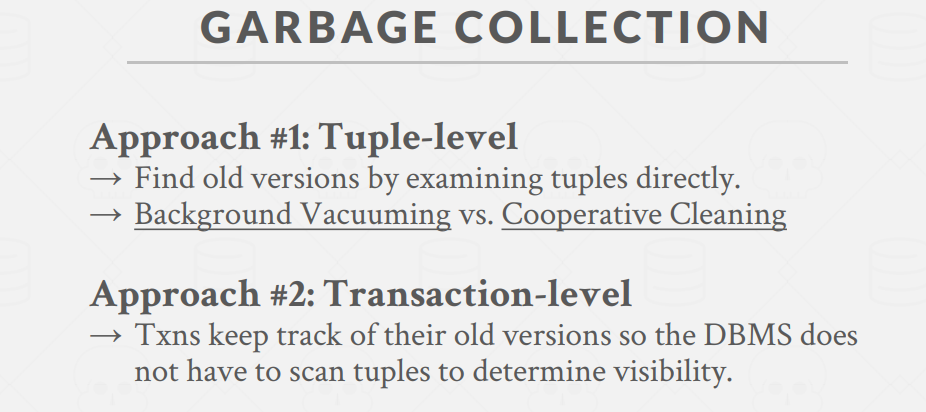 GARBAGE COLLECTION
Approach #1: Tuple-level
→ Find old versions by examining tuples directly.
→ Background Vacuuming vs. Cooperative Cleaning
Approach #2: Transaction-level
→ Txns keep track of their old versions so the DBMS does
not have to scan tuples to determine visibility.